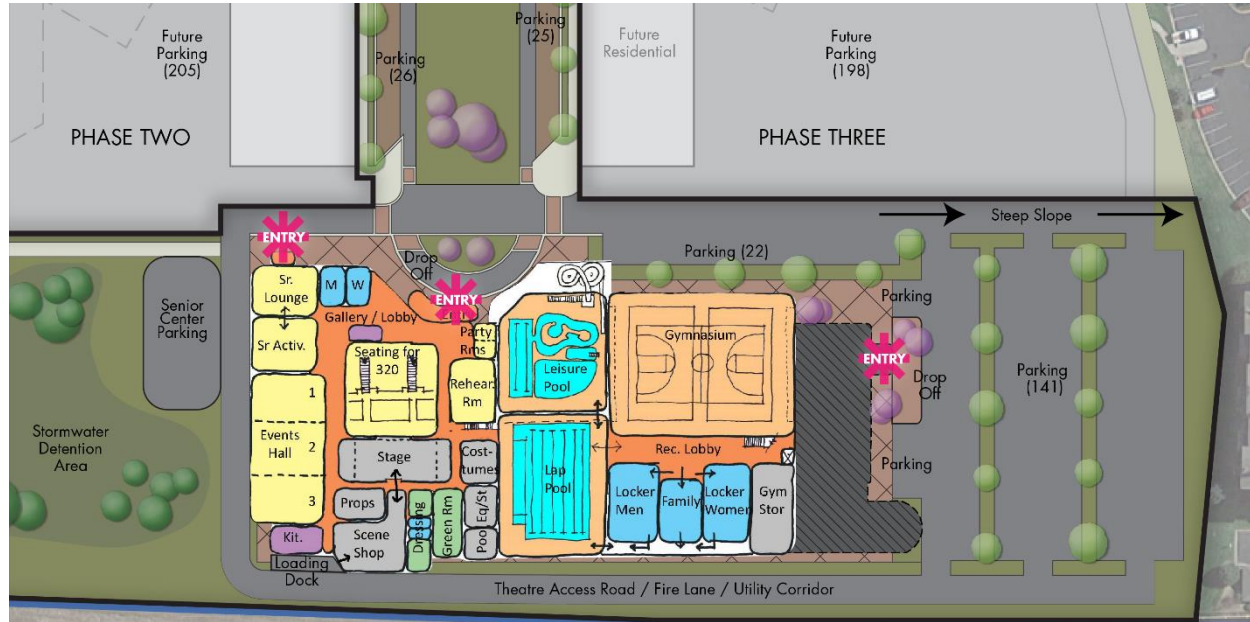 Future
Parking
(205)
Parking
(26)
Parking
(25)
Future
Residential
Future
Parking
(198)
PHASE TWO
PHASE THREE
Steep Slope
ENTRY
Drop
Off
ENTRY
Parking (22)
Senior
Center
Parking
Sr.
Lounge
M
W
Gallery / Lobby
Sr Activ.
Seating for
320
Party
Rms
Rehear.
Rm
Leisure
Pool
Gymnasium
Parking
ENTRY
Drop
Off
Parking
(141)
Parking
Stormwater
Detention
Area
1
Events
Hall
2
3
Stage
Cost-
tumes
Lap
Pool
Rec. Lobby
Props
Scene
Shop
Dressing
Green Rm
Pool Eq/St
Locker
Men
Family
Locker
Women
Gym
Stor
Kit.
Loading
Dock
Theatre Access Road / Fire Lane / Utility Corridor